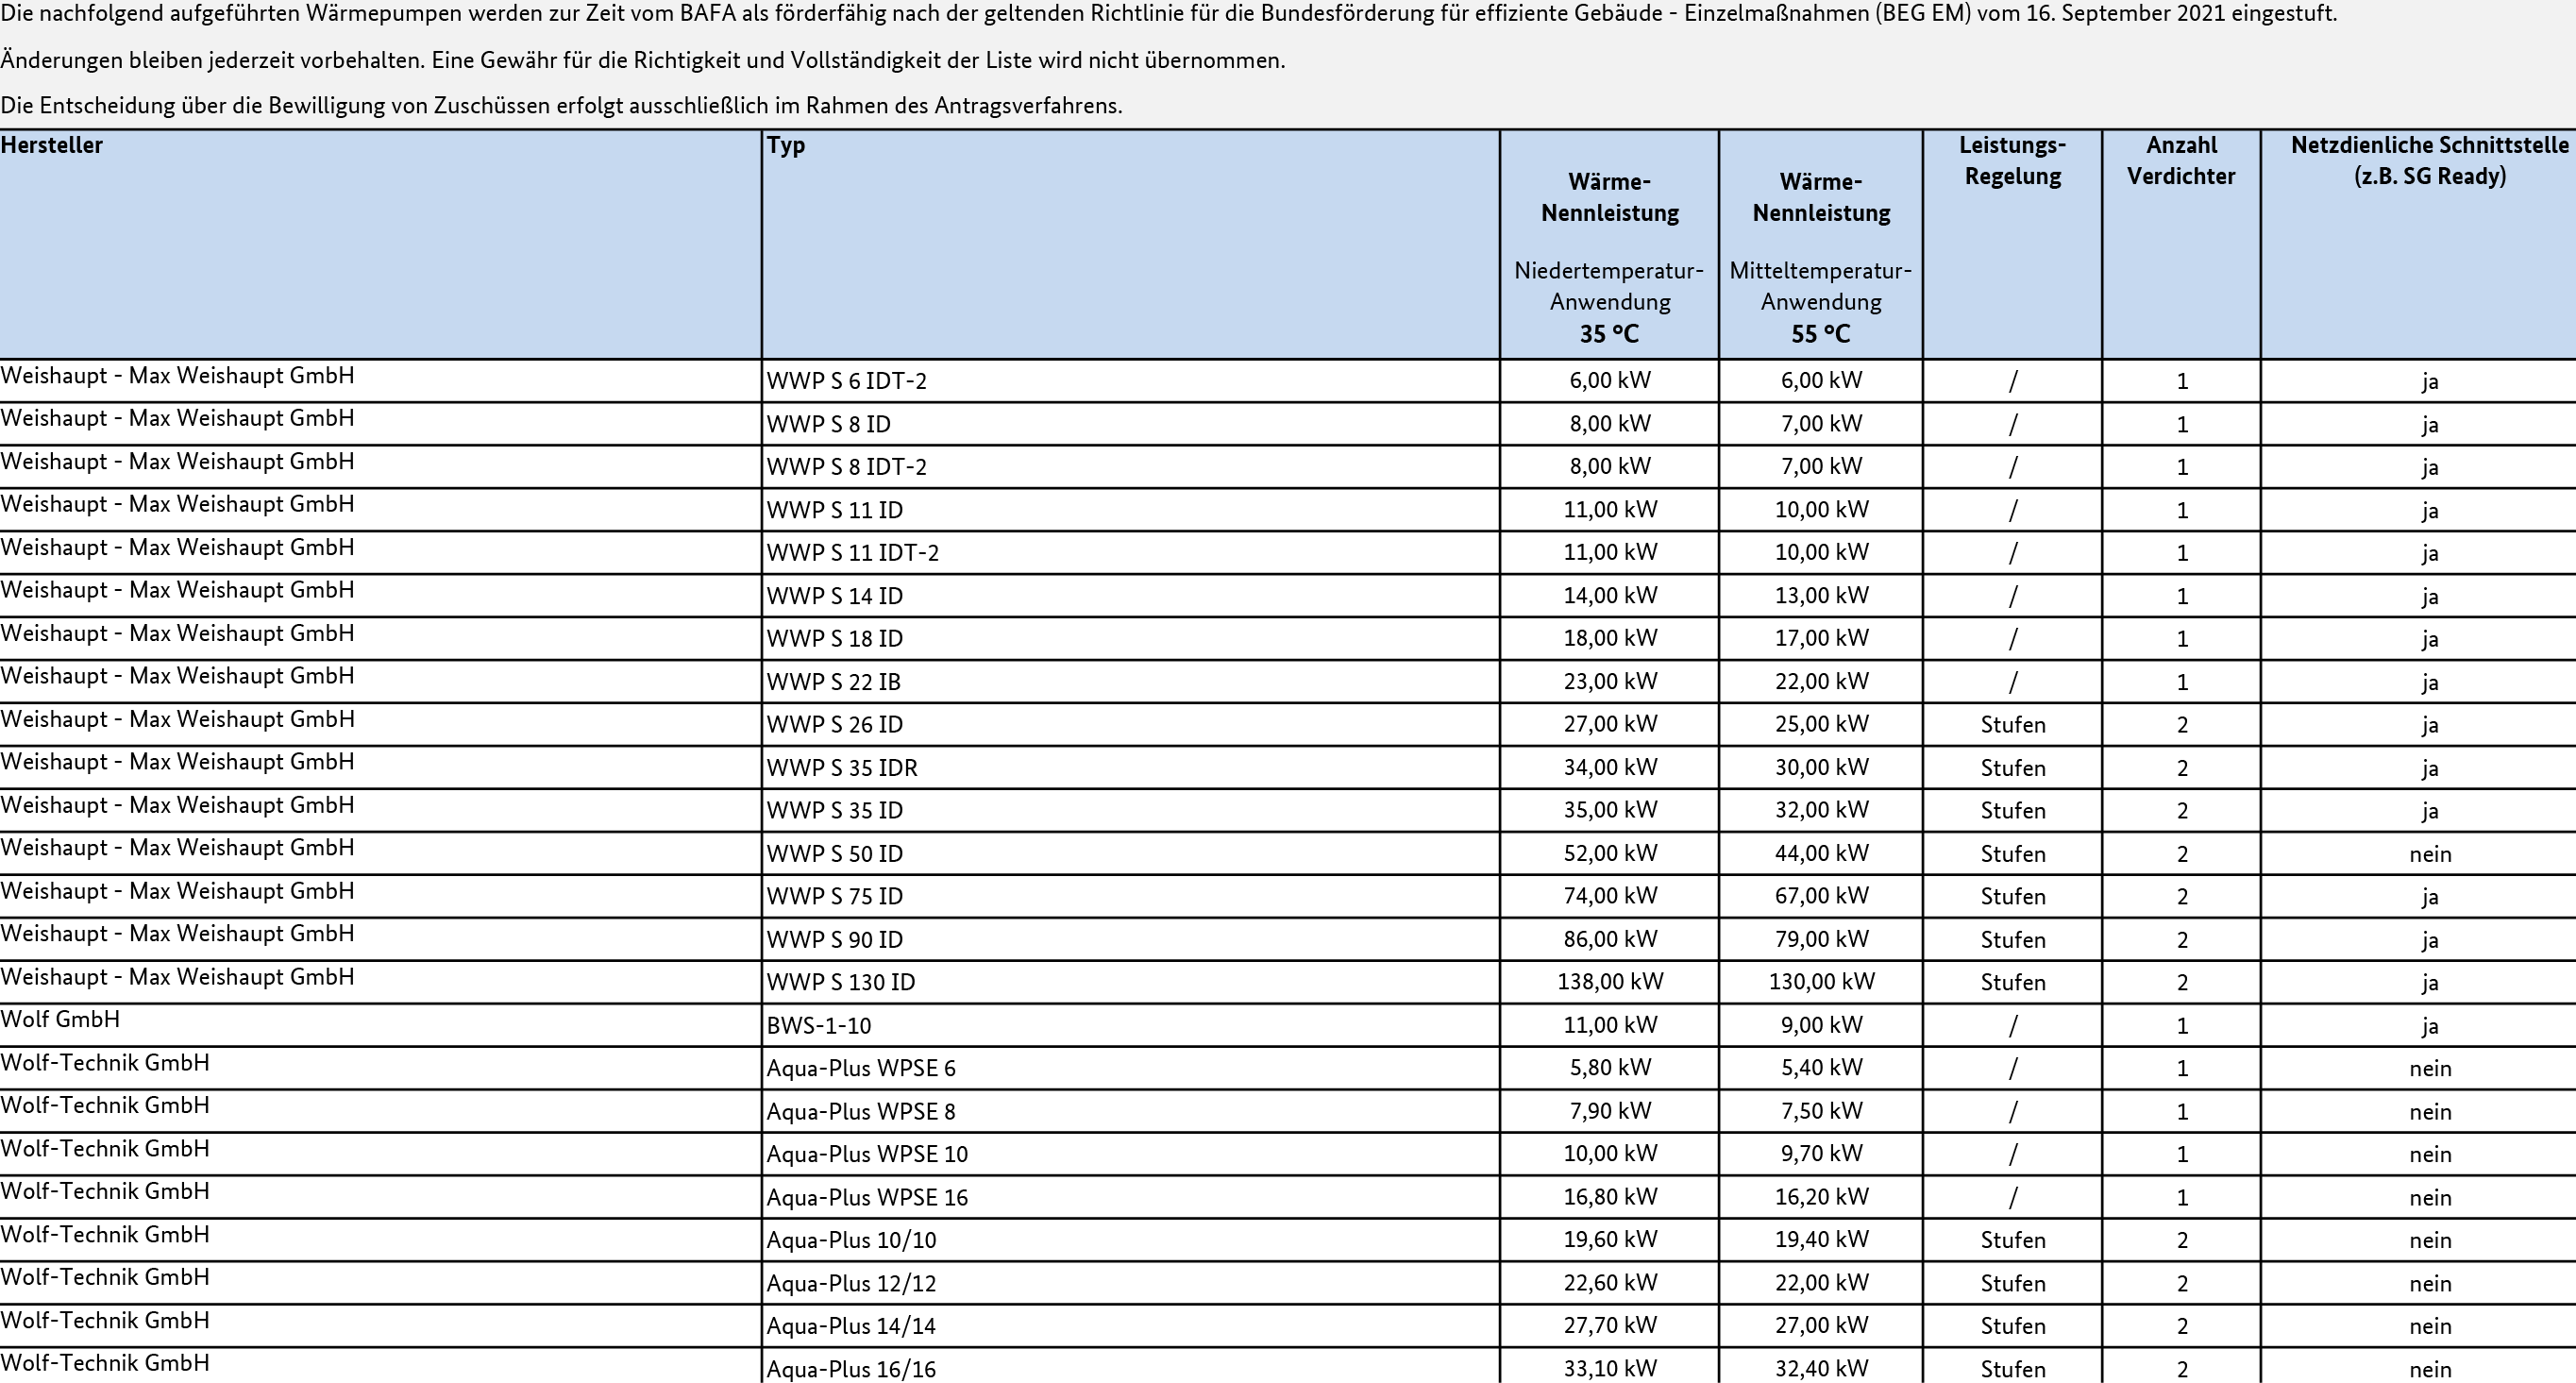 Die nachfolgend aufgeführten Wärmepumpen werden zur Zeit vom BAFA als förderfähig nach der geltenden Richtlinie für die Bundesförderung für effiziente Gebäude - Einzelmaßnahmen (BEG EM) vom 16. September 2021 eingestuft.
Änderungen bleiben jederzeit vorbehalten. Eine Gewähr für die Richtigkeit und Vollständigkeit der Liste wird nicht übernommen.
Die Entscheidung über die Bewilligung von Zuschüssen erfolgt ausschließlich im Rahmen des Antragsverfahrens.
Hersteller Typ Wärme-Nennleistung Niedertemperatur-Anwendung 35 °C Wärme-Nennleistung Mitteltemperatur-Anwendung 55 °C Leistungs-Regelung Anzahl Verdichter Netzdienliche Schnittstelle (z.B. SG Ready)
Weishaupt - Max Weishaupt GmbH WWP S 6 IDT-2 6,00 kW 6,00 kW / 1 ja
Weishaupt - Max Weishaupt GmbH WWP S 8 ID 8,00 kW 7,00 kW / 1 ja
Weishaupt - Max Weishaupt GmbH WWP S 8 IDT-2 8,00 kW 7,00 kW / 1 ja
Weishaupt - Max Weishaupt GmbH WWP S 11 ID 11,00 kW 10,00 kW / 1 ja
Weishaupt - Max Weishaupt GmbH WWP S 11 IDT-2 11,00 kW 10,00 kW / 1 ja
Weishaupt - Max Weishaupt GmbH WWP S 14 ID 14,00 kW 13,00 kW / 1 ja
Weishaupt - Max Weishaupt GmbH WWP S 18 ID 18,00 kW 17,00 kW / 1 ja
Weishaupt - Max Weishaupt GmbH WWP S 22 IB 23,00 kW 22,00 kW / 1 ja
Weishaupt - Max Weishaupt GmbH WWP S 26 ID 27,00 kW 25,00 kW Stufen 2 ja
Weishaupt - Max Weishaupt GmbH WWP S 35 IDR 34,00 kW 30,00 kW Stufen 2 ja
Weishaupt - Max Weishaupt GmbH WWP S 35 ID 35,00 kW 32,00 kW Stufen 2 ja
Weishaupt - Max Weishaupt GmbH WWP S 50 ID 52,00 kW 44,00 kW Stufen 2 nein
Weishaupt - Max Weishaupt GmbH WWP S 75 ID 74,00 kW 67,00 kW Stufen 2 ja
Weishaupt - Max Weishaupt GmbH WWP S 90 ID 86,00 kW 79,00 kW Stufen 2 ja
Weishaupt - Max Weishaupt GmbH WWP S 130 ID 138,00 kW 130,00 kW Stufen 2 ja
Wolf GmbH BWS-1-10 11,00 kW 9,00 kW / 1 ja
Wolf-Technik GmbH Aqua-Plus WPSE 6 5,80 kW 5,40 kW / 1 nein
Wolf-Technik GmbH Aqua-Plus WPSE 8 7,90 kW 7,50 kW / 1 nein
Wolf-Technik GmbH Aqua-Plus WPSE 10 10,00 kW 9,70 kW / 1 nein
Wolf-Technik GmbH Aqua-Plus WPSE 16 16,80 kW 16,20 kW / 1 nein
Wolf-Technik GmbH Aqua-Plus 10/10 19,60 kW 19,40 kW Stufen 2 nein
Wolf-Technik GmbH Aqua-Plus 12/12 22,60 kW 22,00 kW Stufen 2 nein
Wolf-Technik GmbH Aqua-Plus 14/14 27,70 kW 27,00 kW Stufen 2 nein
Wolf-Technik GmbH Aqua-Plus 16/16 33,10 kW 32,40 kW Stufen 2 nein